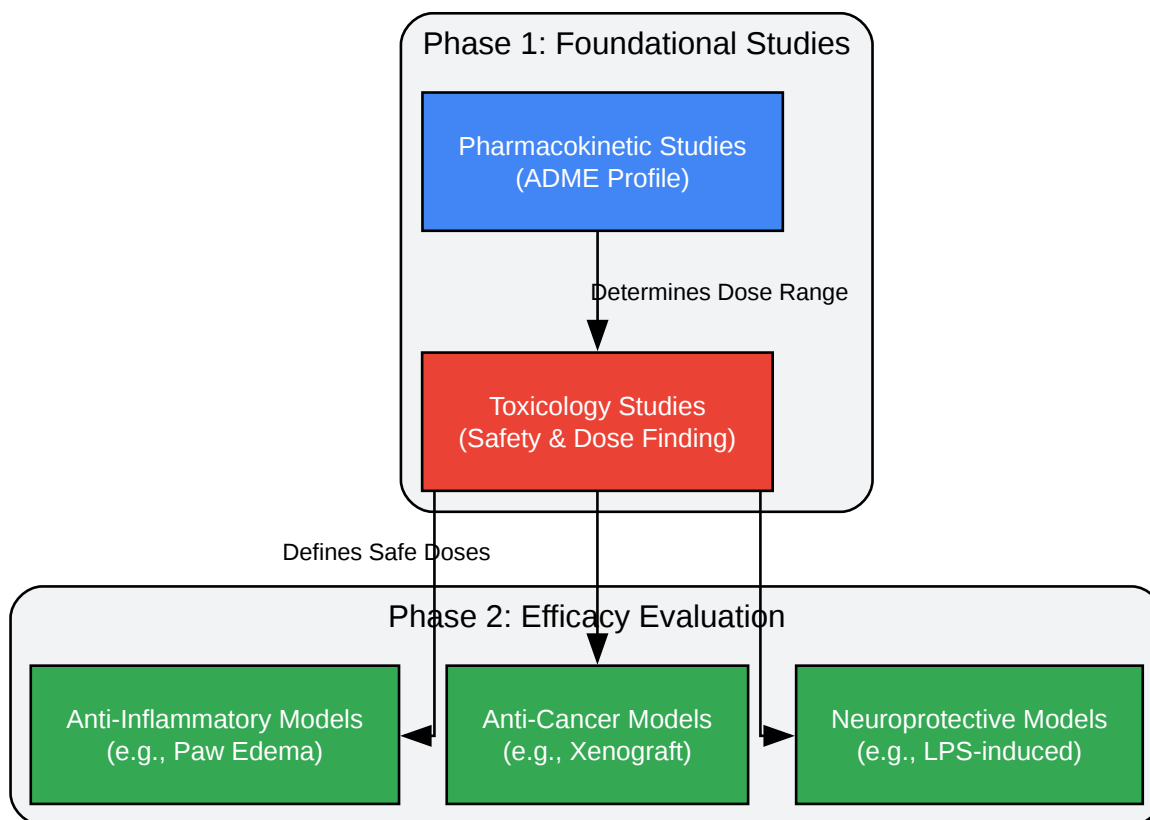 Phase 1: Foundational Studies
Pharmacokinetic Studies
(ADME Profile)
Determines Dose Range
Toxicology Studies
(Safety & Dose Finding)
Defines Safe Doses
Phase 2: Efficacy Evaluation
Anti-Inflammatory Models
(e.g., Paw Edema)
Anti-Cancer Models
(e.g., Xenograft)
Neuroprotective Models
(e.g., LPS-induced)